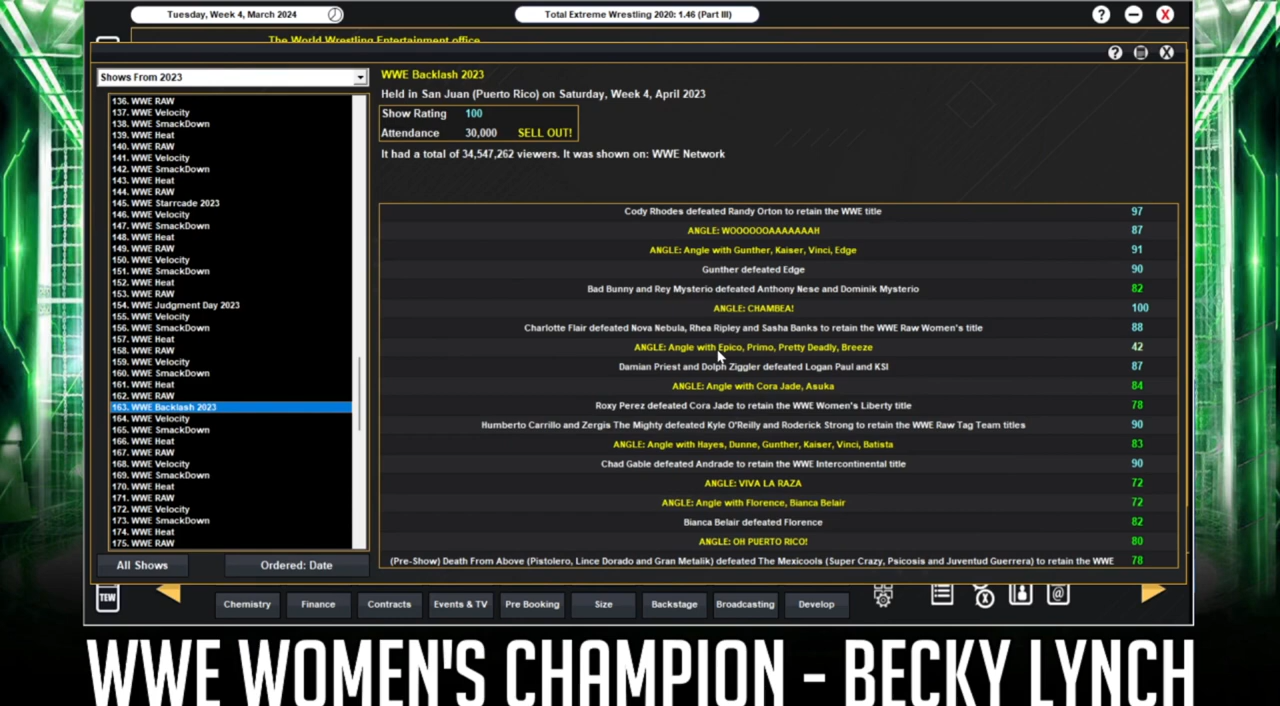 Tuesday, Week 4, March 2024
Total Extreme Wrestling 2020: 1.46 (Part III)
The World Wrestling Entertainment office
Shows From 2023
136. WWE RAW
137. WWE Velocity
138. WWE SmackDown
139. WWE Heat
140. WWE RAW
141. WWE Velocity
142. WWE SmackDown
143. WWE Heat
144. WWE RAW
145. WWE Starrcade 2023
146. WWE Velocity
147. WWE SmackDown
148. WWE Heat
149. WWE RAW
150. WWE Velocity
151. WWE SmackDown
152. WWE Heat
153. WWE RAW
154. WWE Judgment Day 2023
155. WWE Velocity
156. WWE SmackDown
157. WWE Heat
158. WWE RAW
159. WWE Velocity
160. WWE SmackDown
161. WWE Heat
162. WWE RAW
163. WWE Backlash 2023
164. WWE Velocity
165. WWE SmackDown
166. WWE Heat
167. WWE RAW
168. WWE Velocity
169. WWE SmackDown
170. WWE Heat
171. WWE RAW
172. WWE Velocity
173. WWE SmackDown
174. WWE Heat
175. WWE RAW
All Shows
Ordered: Date
WWE Backlash 2023
Held in San Juan (Puerto Rico) on Saturday, Week 4, April 2023
Show Rating 100
Attendance 30,000 SELL OUT!
It had a total of 34,547,262 viewers. It was shown on: WWE Network
Cody Rhodes defeated Randy Orton to retain the WWE title 97
ANGLE: WOOOOOOAAAAAAAH 87
ANGLE: Angle with Gunther, Kaiser, Vinci, Edge 91
Gunther defeated Edge 90
Bad Bunny and Rey Mysterio defeated Anthony Nese and Dominik Mysterio 82
ANGLE: CHAMBEA! 100
Charlotte Flair defeated Nova Nebula, Rhea Ripley and Sasha Banks to retain the WWE Raw Women's title 88
ANGLE: Angle with Epico, Primo, Pretty Deadly, Breeze 42
Damian Priest and Dolph Ziggler defeated Logan Paul and KSI 87
ANGLE: Angle with Cora Jade, Asuka 84
Roxy Perez defeated Cora Jade to retain the WWE Women's Liberty title 78
Humberto Carrillo and Zergis The Mighty defeated Kyle O'Reilly and Roderick Strong to retain the WWE Raw Tag Team titles 90
ANGLE: Angle with Hayes, Dunne, Gunther, Kaiser, Vinci, Batista 83
Chad Gable defeated Andrade to retain the WWE Intercontinental title 90
ANGLE: VIVA LA RAZA 72
ANGLE: Angle with Florence, Bianca Belair 72
Bianca Belair defeated Florence 82
ANGLE: OH PUERTO RICO! 80
(Pre-Show) Death From Above (Pistolero, Lince Dorado and Gran Metalik) defeated The Mexicools (Super Crazy, Psicosis and Juventud Guerrera) to retain the WWE 78
TEW
Chemistry
Finance
Contracts
Events & TV
Pre Booking
Size
Backstage
Broadcasting
Develop
WWE WOMEN'S CHAMPION - BECKY LYNCH